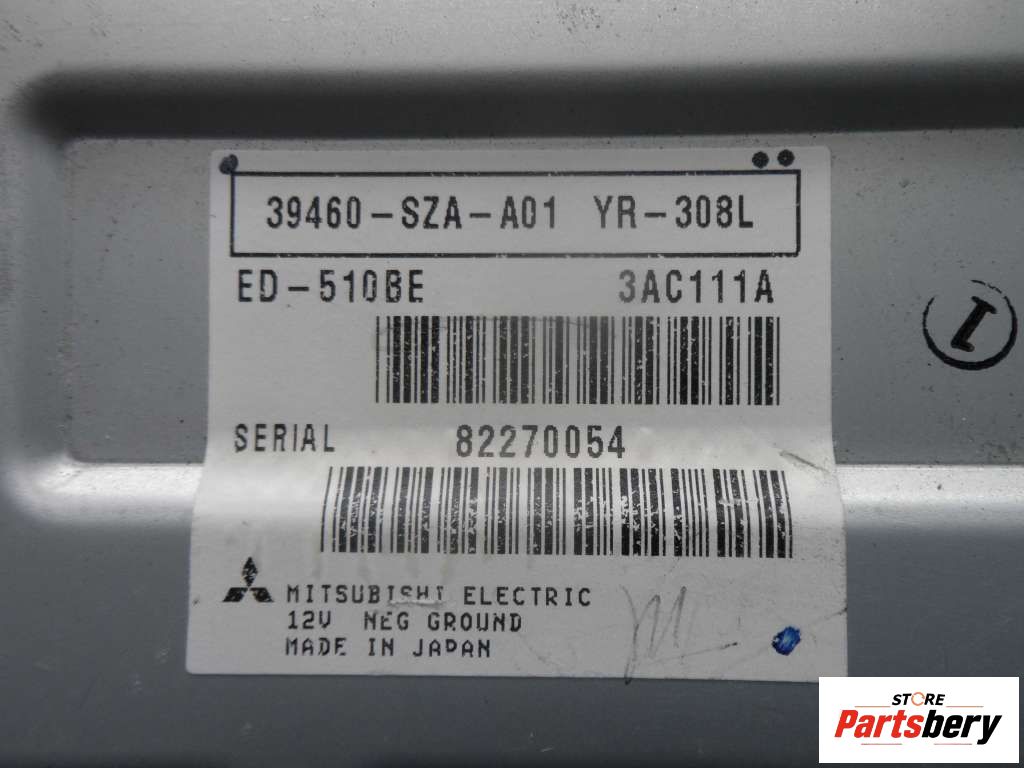 39460-SZA-A01 YR-308L
ED-510BE 3AC111A
1
SERIAL 82270054
MITSUBISHI ELECTRIC
12V NEG GROUND
MADE IN JAPAN
STORE
Partsbery